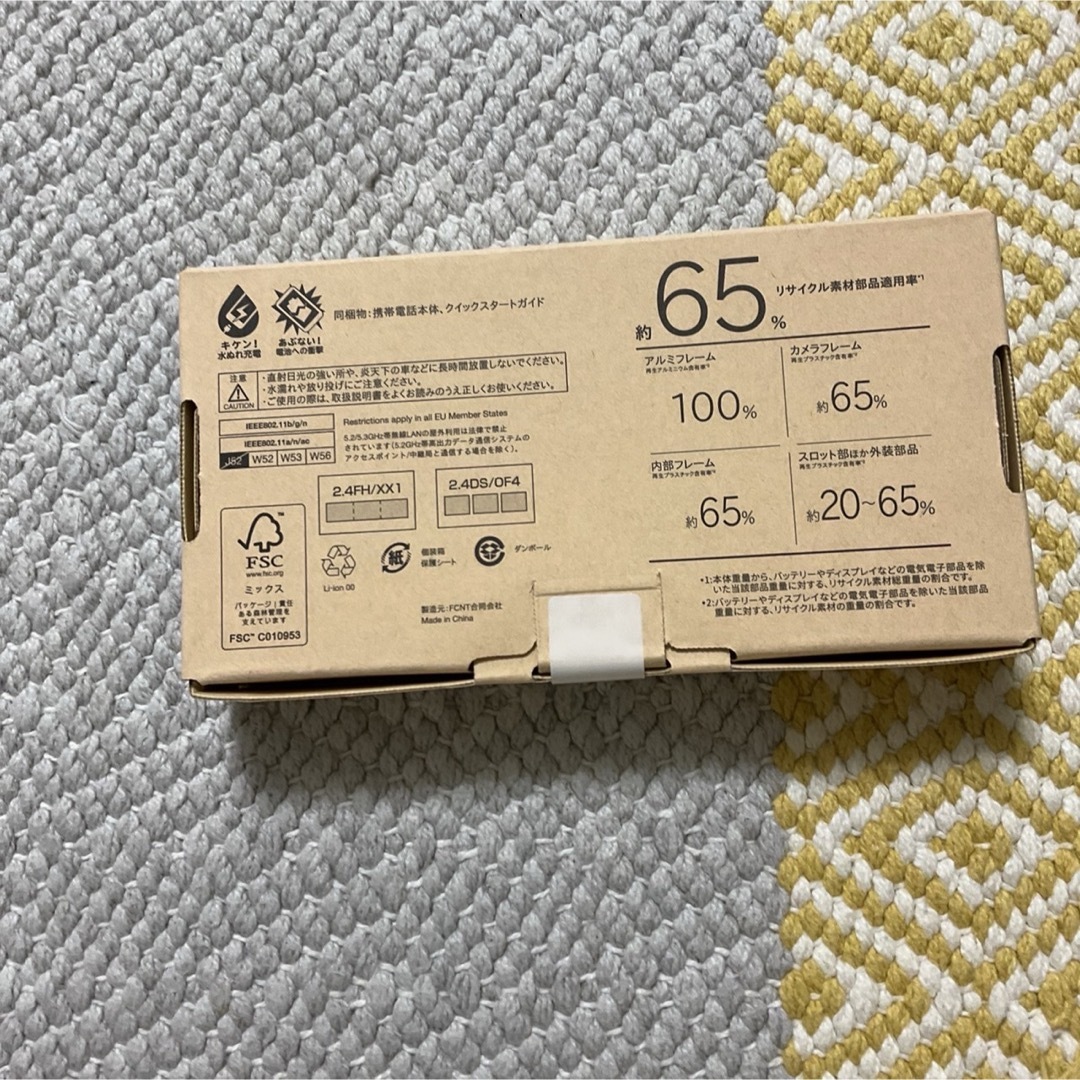 キケン！
水ぬれ充電
あぶない！
電池への衝撃
同梱物：携帯電話本体、クイックスタートガイド
注意
CAUTION
・直射日光の強い所や、炎天下の車などに長時間放置しないでください。
・水濡れや放り投げにご注意ください。
・ご使用の際は、取扱説明書をよくお読みのうえ正しくお使いください。
IEEE802.11b/g/n
IEEE802.11a/n/ac
J52 W52 W53 W56
Restrictions apply in all EU Member States
5.2/5.3GHz帯無線LANの屋外利用は法律で禁止
されています(5.2GHz帯高出力データ通信システムの
アクセスポイント/中継局と通信する場合を除く)。
2.4FH/XX1
2.4DS/OF4
FSC
www.fsc.org
ミックス
パッケージ｜責任
ある森林管理を
支えています
FSC™ C010953
Li-ion 00
紙
個装箱
保護シート
ダンボール
製造元：FCNT合同会社
Made in China
約65%
リサイクル素材部品適用率*1
アルミフレーム
再生アルミニウム含有率*2
100%
カメラフレーム
再生プラスチック含有率*2
約65%
内部フレーム
再生プラスチック含有率*2
約65%
スロット部ほか外装部品
再生プラスチック含有率*2
約20~65%
*1:本体重量から、バッテリーやディスプレイなどの電気電子部品を除
いた当該部品重量に対する、リサイクル素材総重量の割合です。
*2:バッテリーやディスプレイなどの電気電子部品を除いた当該部品
重量に対する、リサイクル素材の重量の割合です。